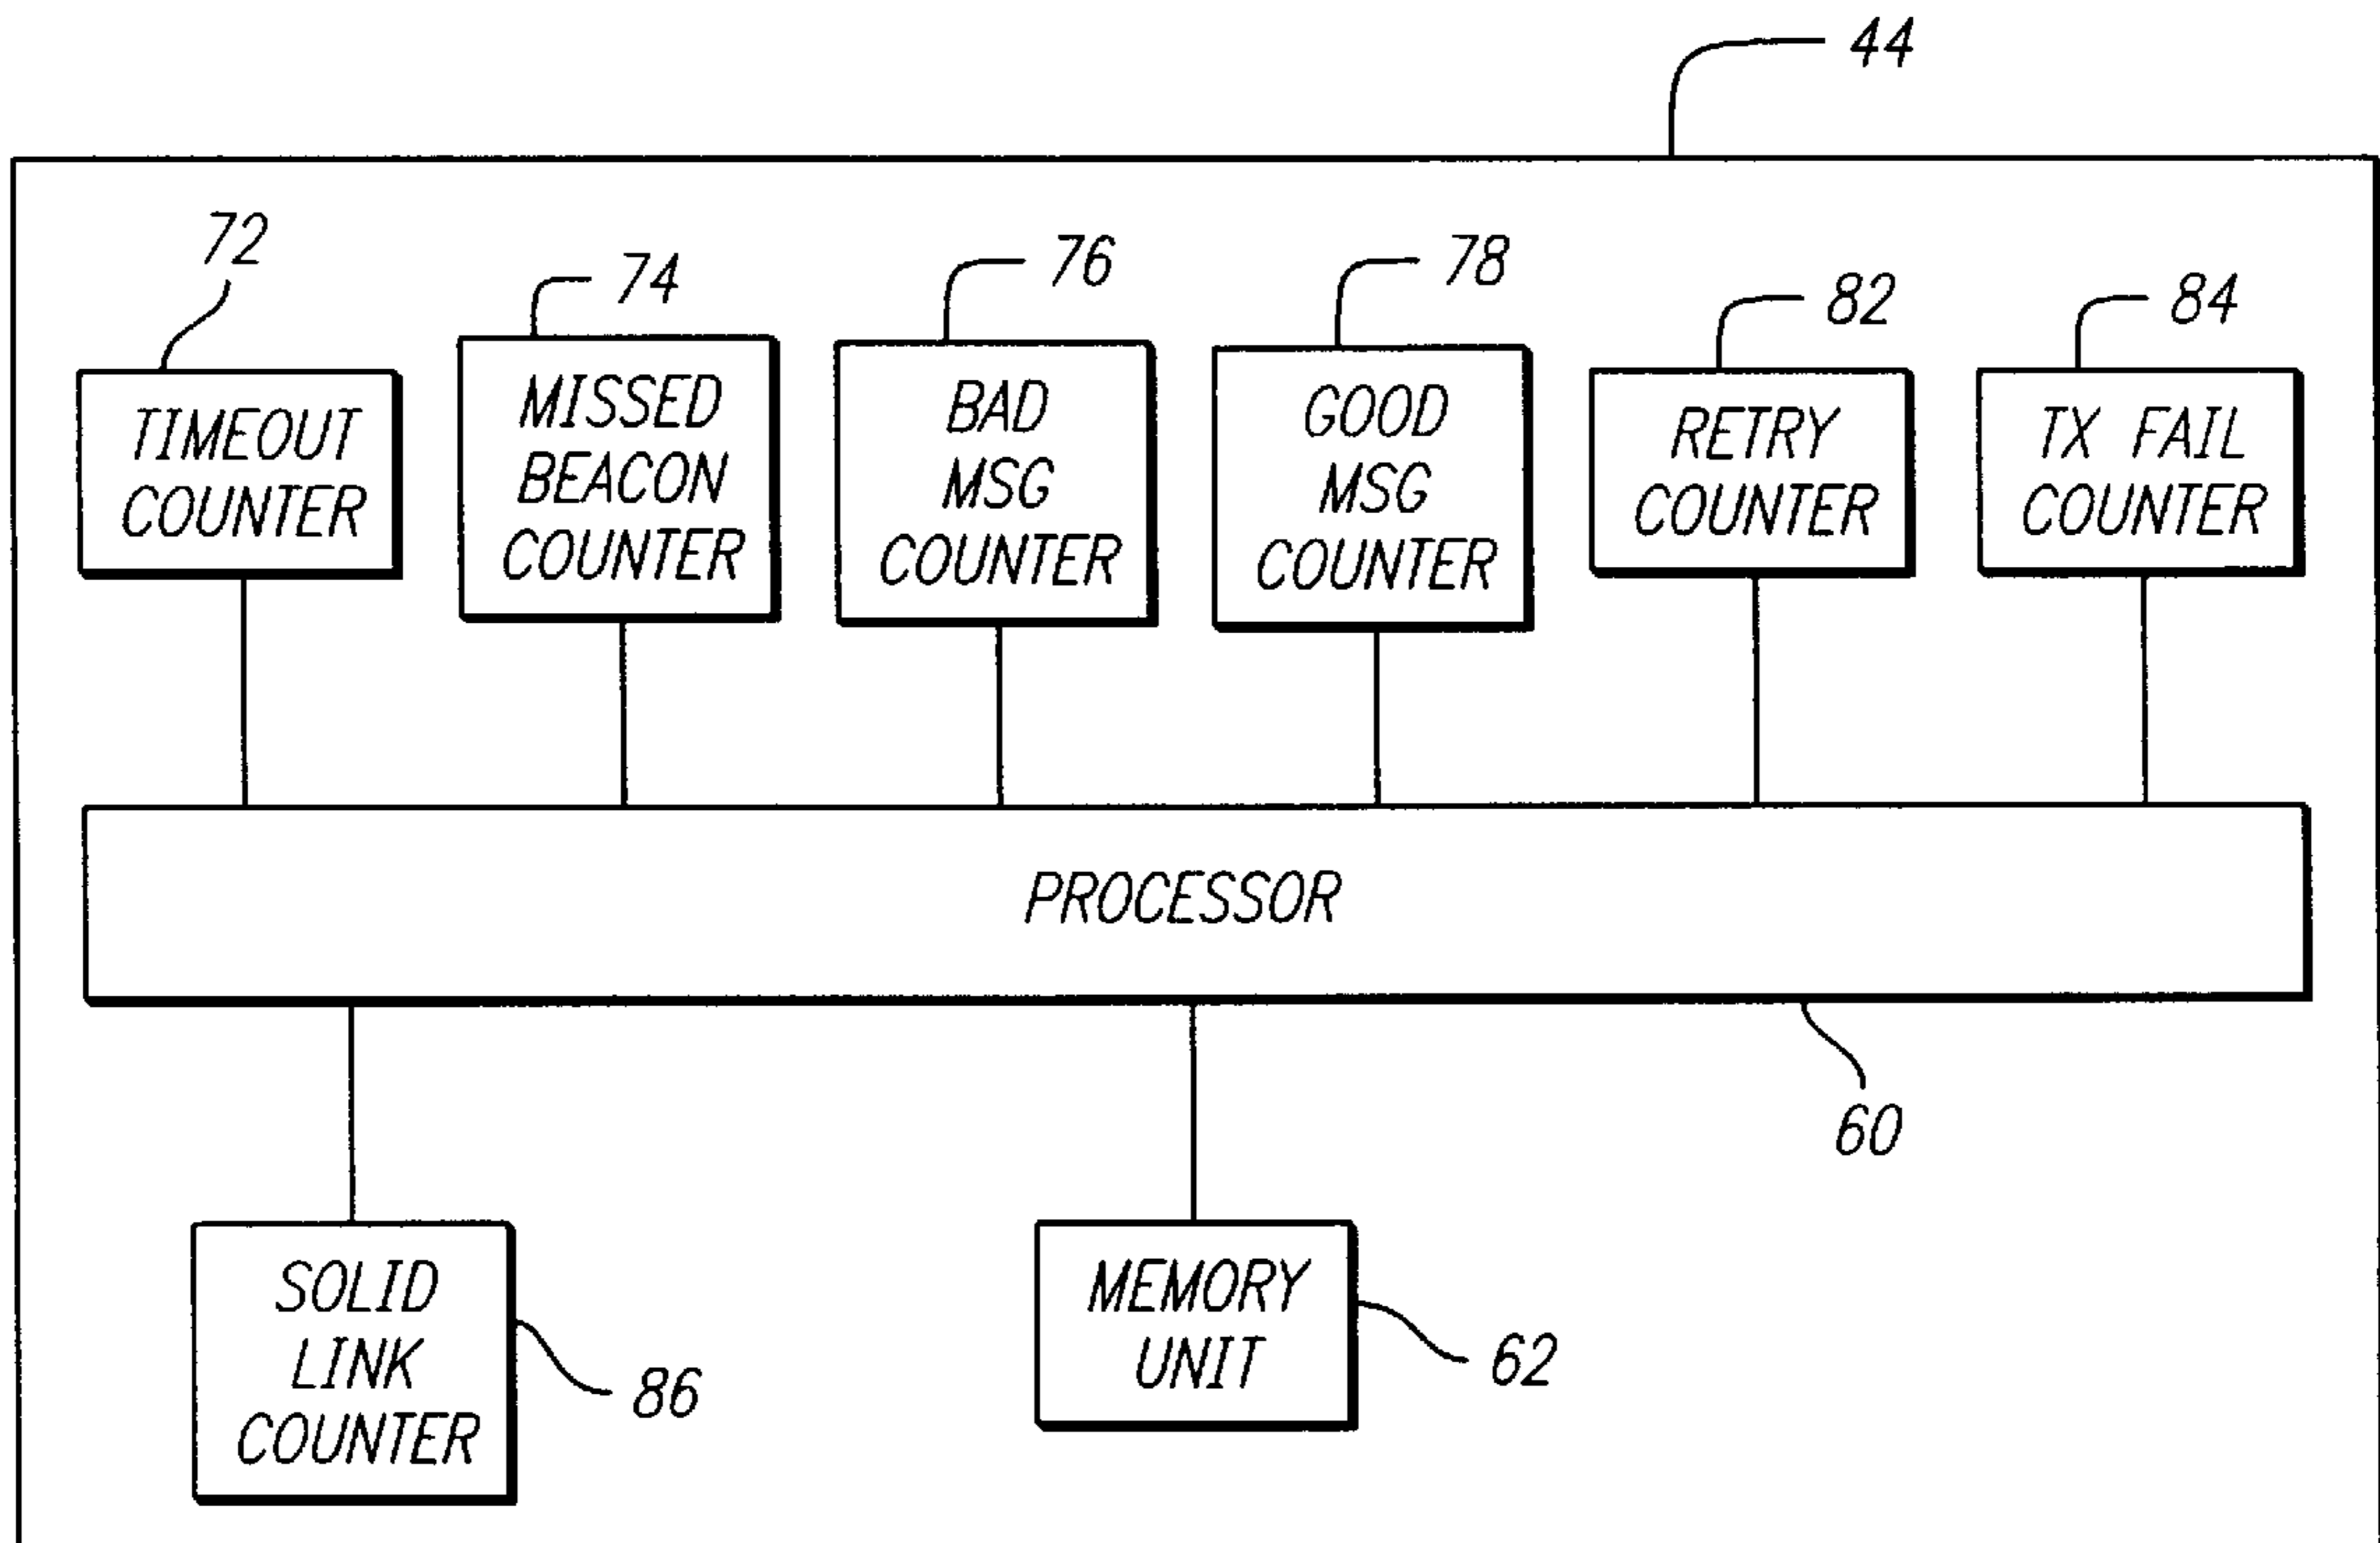 44
72
74
76
78
82
84
TIMEOUT
COUNTER
MISSED
BEACON
COUNTER
BAD
MSG
COUNTER
GOOD
MSG
COUNTER
RETRY
COUNTER
TX FAIL
COUNTER
PROCESSOR
60
SOLID
LINK
COUNTER
86
MEMORY
UNIT
62